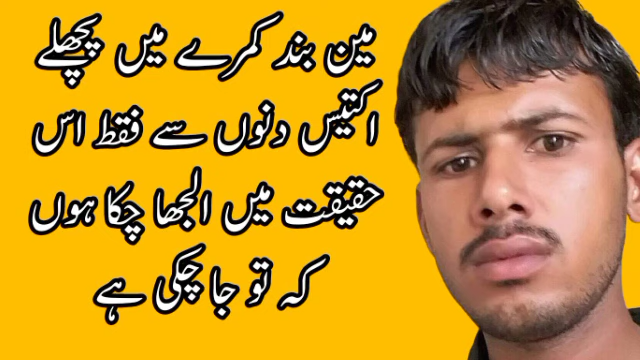 مین بند کمرے میں پچھلے
اکتیس دنوں سے فقط اس
حقیقت میں الجھا چکا ہوں
کہ تو جا چکی ہے